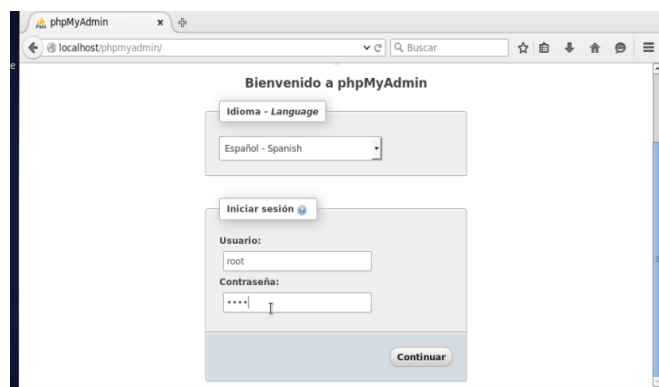 phpMyAdmin
localhost/phpmyadmin/
Buscar
e
Bienvenido a phpMyAdmin
Idioma - Language
Español - Spanish
Iniciar sesión
Usuario:
root
Contraseña:
••••
Continuar